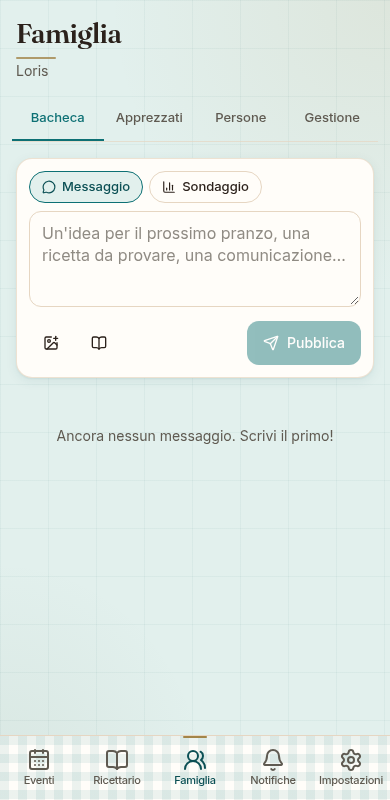 Famiglia
Loris
Bacheca Apprezzati Persone Gestione
Messaggio Sondaggio
Un'idea per il prossimo pranzo, una
ricetta da provare, una comunicazione...
Pubblica
Ancora nessun messaggio. Scrivi il primo!
Eventi Ricettario Famiglia Notifiche Impostazioni